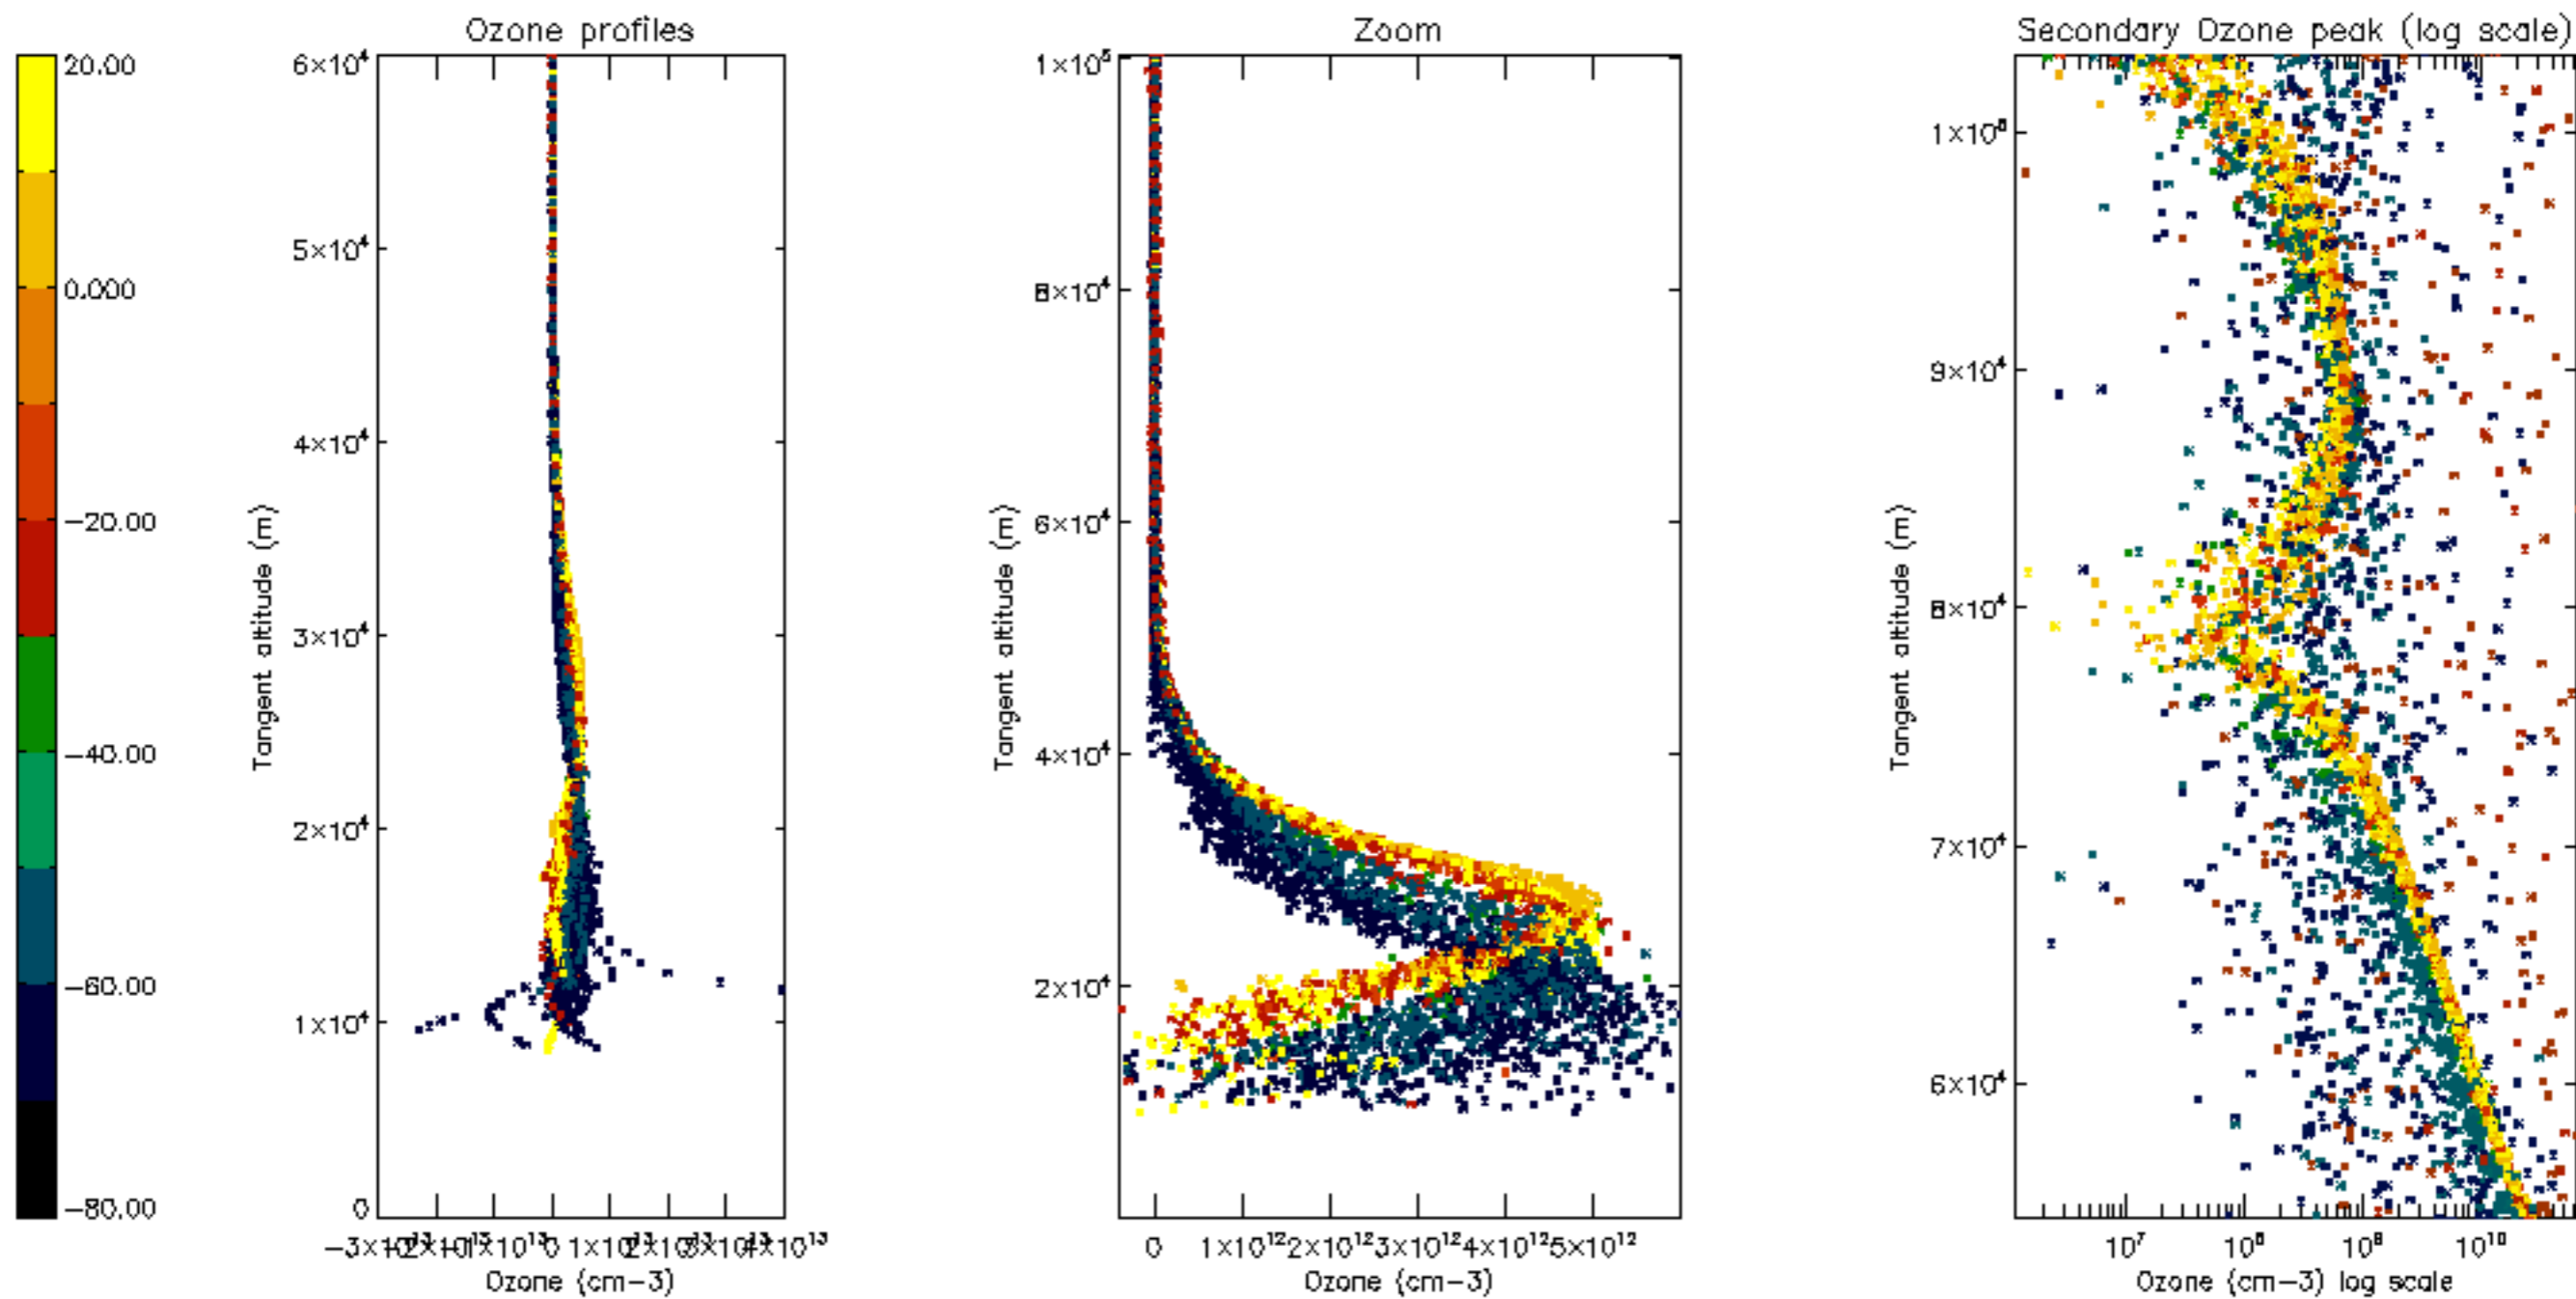 Ozone profiles
Zoom
Secondary Ozone peak (log scale)
20.00
0.000
−20.00
−40.00
−60.00
−80.00
6×10⁴
5×10⁴
4×10⁴
3×10⁴
2×10⁴
1×10⁴
0
Tangent altitude (m)
0
4×10¹³
Ozone (cm−3)
1×10⁵
8×10⁴
6×10⁴
4×10⁴
2×10⁴
Tangent altitude (m)
0 1×10¹² 2×10¹² 3×10¹² 4×10¹² 5×10¹²
Ozone (cm−3)
9×10⁴
8×10⁴
7×10⁴
6×10⁴
Tangent altitude (m)
10⁷ 10⁸ 10⁹ 10¹⁰
Ozone (cm−3) log scale